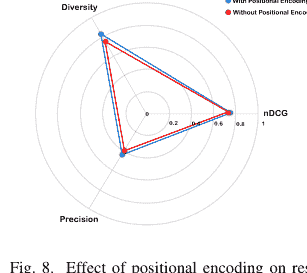 With Positional Encoding
Diversity
Without Positional Encod
0
0.2
0.4
0.6
0.8
1
nDCG
Precision
Fig. 8. Effect of positional encoding on res